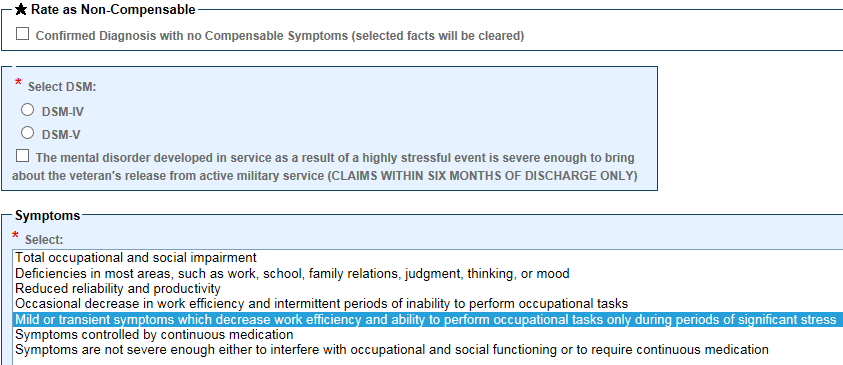 ★ Rate as Non-Compensable
Confirmed Diagnosis with no Compensable Symptoms (selected facts will be cleared)
* Select DSM:
DSM-IV
DSM-V
The mental disorder developed in service as a result of a highly stressful event is severe enough to bring
about the veteran's release from active military service (CLAIMS WITHIN SIX MONTHS OF DISCHARGE ONLY)
Symptoms
* Select:
Total occupational and social impairment
Deficiencies in most areas, such as work, school, family relations, judgment, thinking, or mood
Reduced reliability and productivity
Occasional decrease in work efficiency and intermittent periods of inability to perform occupational tasks
Mild or transient symptoms which decrease work efficiency and ability to perform occupational tasks only during periods of significant stress
Symptoms controlled by continuous medication
Symptoms are not severe enough either to interfere with occupational and social functioning or to require continuous medication